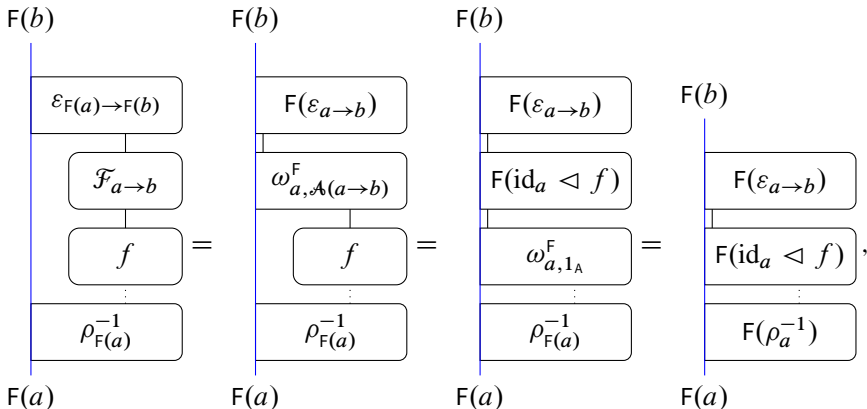 F(b) F(b) F(b)
F(b)
ε_{F(a)→F(b)} F(ε_{a→b}) F(ε_{a→b})
ℱ_{a→b} ω^F_{a,𝒜(a→b)} F(id_a ◁ f) F(ε_{a→b})
f = f = ω^F_{a,1_A} = F(id_a ◁ f) ,
ρ^{-1}_{F(a)} ρ^{-1}_{F(a)} ρ^{-1}_{F(a)} F(ρ^{-1}_a)
F(a) F(a) F(a) F(a)